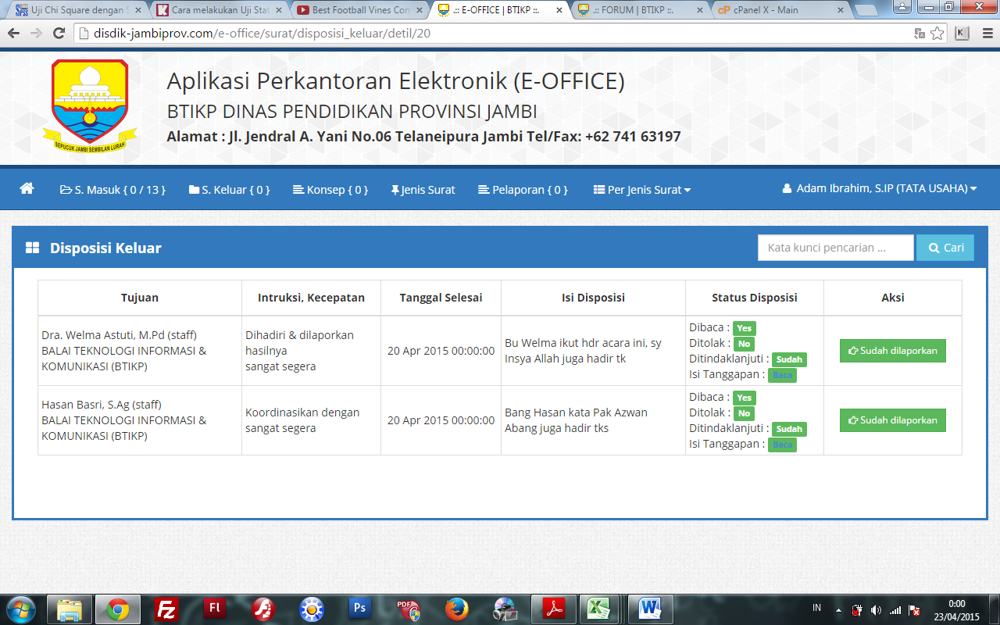 Uji Chi Square dengan S
Cara melakukan Uji Stat
Best Football Vines Com
.:: E-OFFICE | BTIKP ::.
.:: FORUM | BTIKP ::.
cP cPanel X - Main
disdik-jambiprov.com/e-office/surat/disposisi_keluar/detil/20
K
Aplikasi Perkantoran Elektronik (E-OFFICE)
BTIKP DINAS PENDIDIKAN PROVINSI JAMBI
Alamat : Jl. Jendral A. Yani No.06 Telaneipura Jambi Tel/Fax: +62 741 63197
SEPUCUK JAMBI SEMBILAN LURAH
S. Masuk { 0 / 13 } S. Keluar { 0 } Konsep { 0 } Jenis Surat Pelaporan { 0 } Per Jenis Surat Adam Ibrahim, S.IP (TATA USAHA)
Disposisi Keluar
Kata kunci pencarian ... Cari
Tujuan Intruksi, Kecepatan Tanggal Selesai Isi Disposisi Status Disposisi Aksi
Dra. Welma Astuti, M.Pd (staff)
BALAI TEKNOLOGI INFORMASI &
KOMUNIKASI (BTIKP)
Dihadiri & dilaporkan
hasilnya
sangat segera
20 Apr 2015 00:00:00
Bu Welma ikut hdr acara ini, sy
Insya Allah juga hadir tk
Dibaca : Yes
Ditolak : No
Ditindaklanjuti : Sudah
Isi Tanggapan : Baca
Sudah dilaporkan
Hasan Basri, S.Ag (staff)
BALAI TEKNOLOGI INFORMASI &
KOMUNIKASI (BTIKP)
Koordinasikan dengan
sangat segera
20 Apr 2015 00:00:00
Bang Hasan kata Pak Azwan
Abang juga hadir tks
Dibaca : Yes
Ditolak : No
Ditindaklanjuti : Sudah
Isi Tanggapan : Baca
Sudah dilaporkan
Fz
Fl
Ps
PDF
W
IN
0:00
23/04/2015